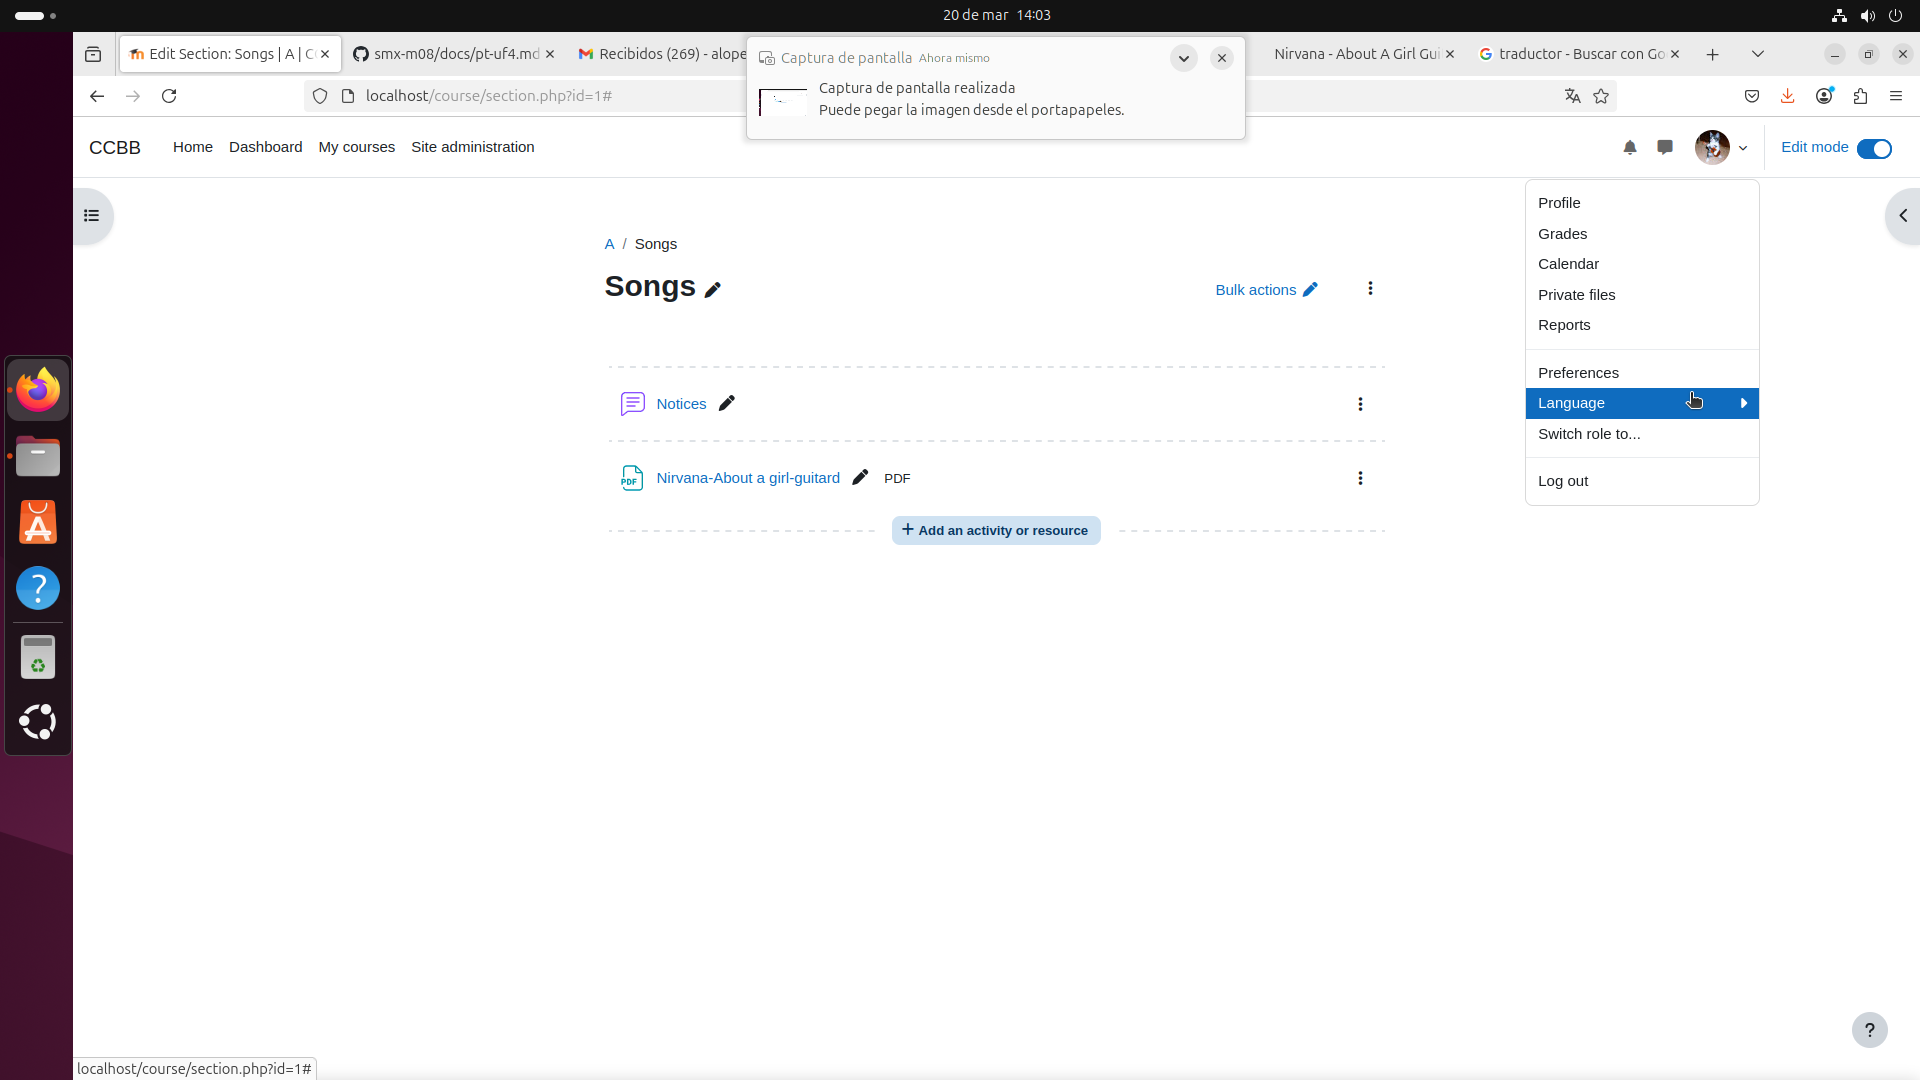 20 de mar 14:03
Edit Section: Songs | A | C
smx-m08/docs/pt-uf4.md
Recibidos (269) - alope
Nirvana - About A Girl Gui
traductor - Buscar con Go
Captura de pantalla Ahora mismo
Captura de pantalla realizada
Puede pegar la imagen desde el portapapeles.
localhost/course/section.php?id=1#
CCBB
Home
Dashboard
My courses
Site administration
Edit mode
Profile
Grades
Calendar
Private files
Reports
Preferences
Language
Switch role to...
Log out
A / Songs
Songs
Bulk actions
Notices
PDF
Nirvana-About a girl-guitard
PDF
+ Add an activity or resource
?
localhost/course/section.php?id=1#